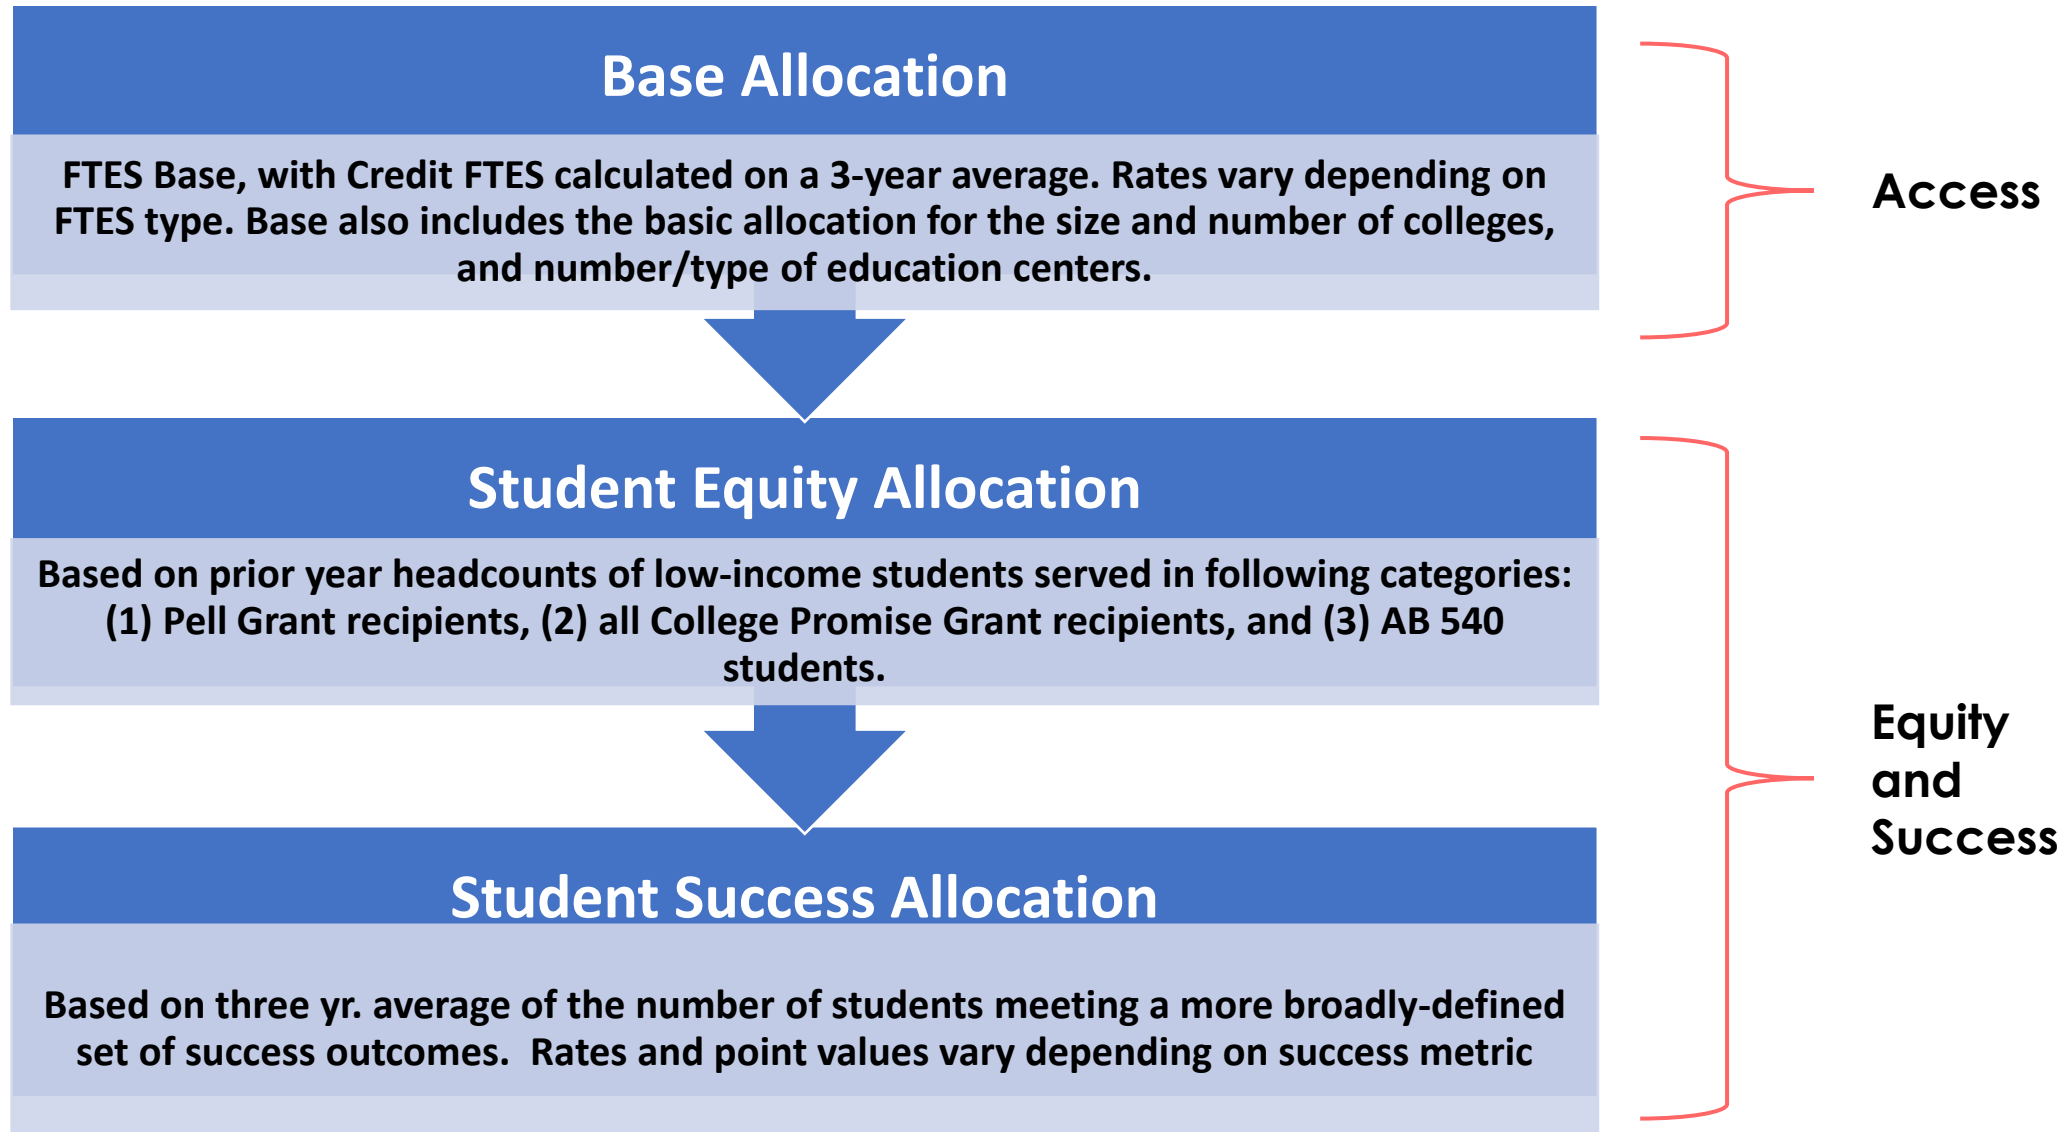 Base Allocation
FTES Base, with Credit FTES calculated on a 3-year average. Rates vary depending on
FTES type. Base also includes the basic allocation for the size and number of colleges,
and number/type of education centers.
Access
Student Equity Allocation
Based on prior year headcounts of low-income students served in following categories:
(1) Pell Grant recipients, (2) all College Promise Grant recipients, and (3) AB 540
students.
Student Success Allocation
Based on three yr. average of the number of students meeting a more broadly-defined
set of success outcomes.  Rates and point values vary depending on success metric
Equity
and
Success